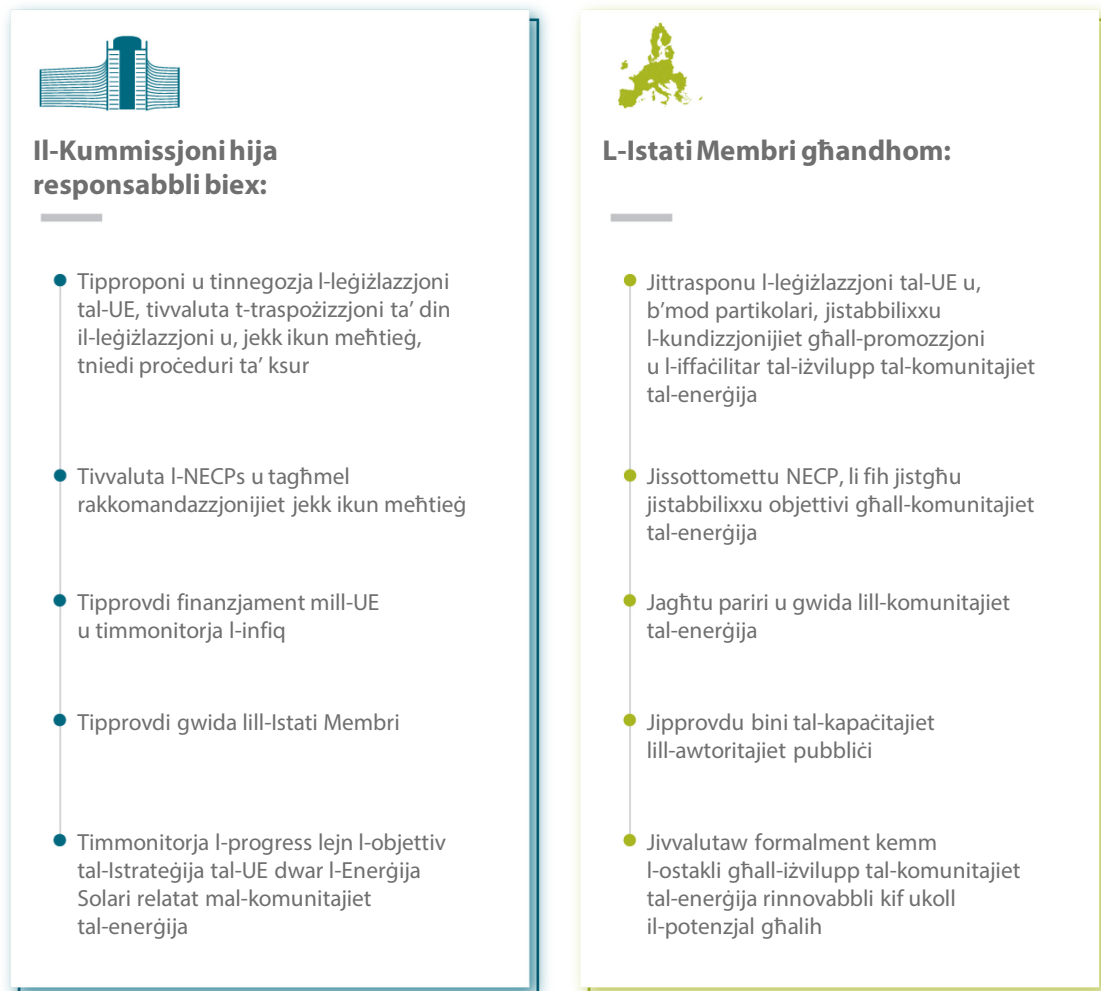 Il-Kummissjoni hija
responsabbli biex:
Tipproponi u tinnegozja l-leġiżlazzjoni
tal-UE, tivvaluta t-traspożizzjoni ta’ din
il-leġiżlazzjoni u, jekk ikun meħtieġ,
tniedi proċeduri ta’ ksur
Tivvaluta l-NECPs u tagħmel
rakkomandazzjonijiet jekk ikun meħtieġ
Tipprovdi finanzjament mill-UE
u timmonitorja l-infiq
Tipprovdi gwida lill-Istati Membri
Timmonitorja l-progress lejn l-objettiv
tal-Istrateġija tal-UE dwar l-Enerġija
Solari relatat mal-komunitajiet
tal-enerġija
L-Istati Membri għandhom:
Jittrasponu l-leġiżlazzjoni tal-UE u,
b’mod partikolari, jistabbilixxu
l-kundizzjonijiet għall-promozzjoni
u l-iffaċilitar tal-iżvilupp tal-komunitajiet
tal-enerġija
Jissottomettu NECP, li fih jistgħu
jistabbilixxu objettivi għall-komunitajiet
tal-enerġija
Jagħtu pariri u gwida lill-komunitajiet
tal-enerġija
Jipprovdu bini tal-kapaċitajiet
lill-awtoritajiet pubbliċi
Jivvalutaw formalment kemm
l-ostakli għall-iżvilupp tal-komunitajiet
tal-enerġija rinnovabbli kif ukoll
il-potenzjal għalih